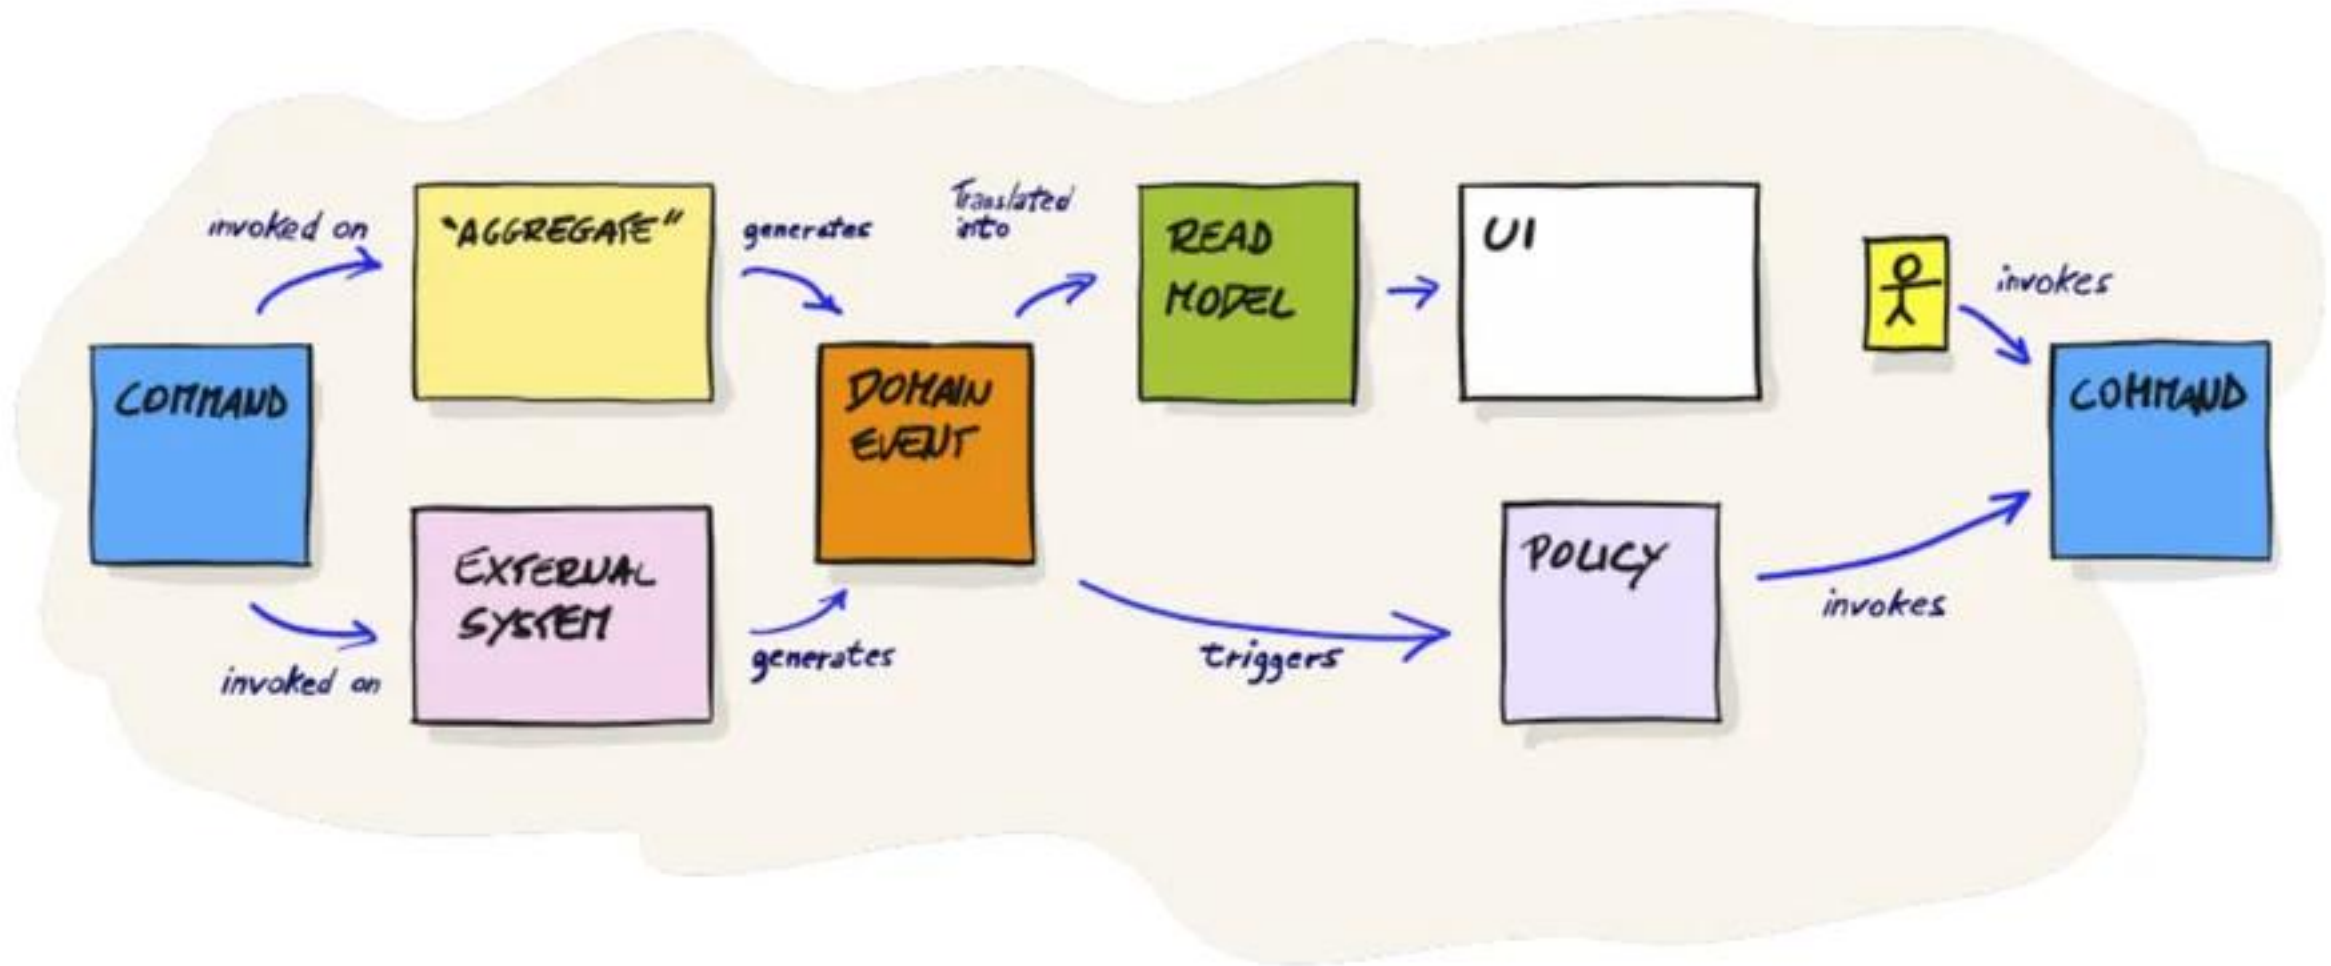 invoked on
"AGGREGATE"
generates
Translated
into
READ
MODEL
UI
invokes
COMMAND
DOMAIN
EVENT
COMMAND
EXTERNAL
SYSTEM
generates
triggers
POLICY
invokes
invoked on